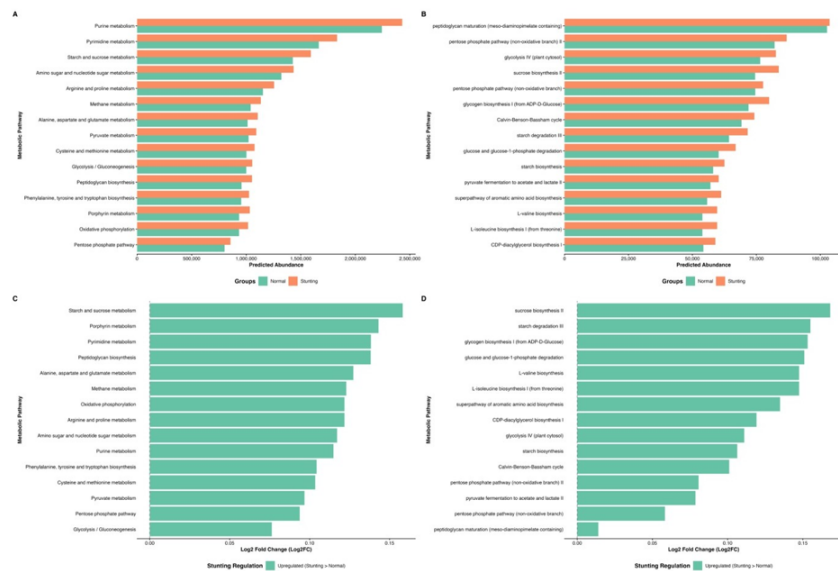 A
Metabolic Pathway
Purine metabolism
Pyrimidine metabolism
Starch and sucrose metabolism
Amino sugar and nucleotide sugar metabolism
Arginine and proline metabolism
Methane metabolism
Alanine, aspartate and glutamate metabolism
Pyruvate metabolism
Cysteine and methionine metabolism
Glycolysis / Gluconeogenesis
Peptidoglycan biosynthesis
Phenylalanine, tyrosine and tryptophan biosynthesis
Porphyrin metabolism
Oxidative phosphorylation
Pentose phosphate pathway
0 500,000 1,000,000 1,500,000 2,000,000 2,500,000
Predicted Abundance
Groups Normal Stunting
B
Metabolic Pathway
peptidoglycan maturation (meso-diaminopimelate containing)
pentose phosphate pathway (non-oxidative branch) II
glycolysis IV (plant cytosol)
sucrose biosynthesis II
pentose phosphate pathway (non-oxidative branch)
glycogen biosynthesis I (from ADP-D-Glucose)
Calvin-Benson-Bassham cycle
starch degradation III
glucose and glucose-1-phosphate degradation
starch biosynthesis
pyruvate fermentation to acetate and lactate II
superpathway of aromatic amino acid biosynthesis
L-valine biosynthesis
L-isoleucine biosynthesis I (from threonine)
CDP-diacylglycerol biosynthesis I
0 25,000 50,000 75,000 100,000
Predicted Abundance
Groups Normal Stunting
C
Metabolic Pathway
Starch and sucrose metabolism
Porphyrin metabolism
Pyrimidine metabolism
Peptidoglycan biosynthesis
Alanine, aspartate and glutamate metabolism
Methane metabolism
Oxidative phosphorylation
Arginine and proline metabolism
Amino sugar and nucleotide sugar metabolism
Purine metabolism
Phenylalanine, tyrosine and tryptophan biosynthesis
Cysteine and methionine metabolism
Pyruvate metabolism
Pentose phosphate pathway
Glycolysis / Gluconeogenesis
0.00 0.05 0.10 0.15
Log2 Fold Change (Log2FC)
Stunting Regulation Upregulated (Stunting > Normal)
D
Metabolic Pathway
sucrose biosynthesis II
starch degradation III
glycogen biosynthesis I (from ADP-D-Glucose)
glucose and glucose-1-phosphate degradation
L-valine biosynthesis
L-isoleucine biosynthesis I (from threonine)
superpathway of aromatic amino acid biosynthesis
CDP-diacylglycerol biosynthesis I
glycolysis IV (plant cytosol)
starch biosynthesis
Calvin-Benson-Bassham cycle
pentose phosphate pathway (non-oxidative branch) II
pyruvate fermentation to acetate and lactate II
pentose phosphate pathway (non-oxidative branch)
peptidoglycan maturation (meso-diaminopimelate containing)
0.00 0.05 0.10 0.15
Log2 Fold Change (Log2FC)
Stunting Regulation Upregulated (Stunting > Normal)